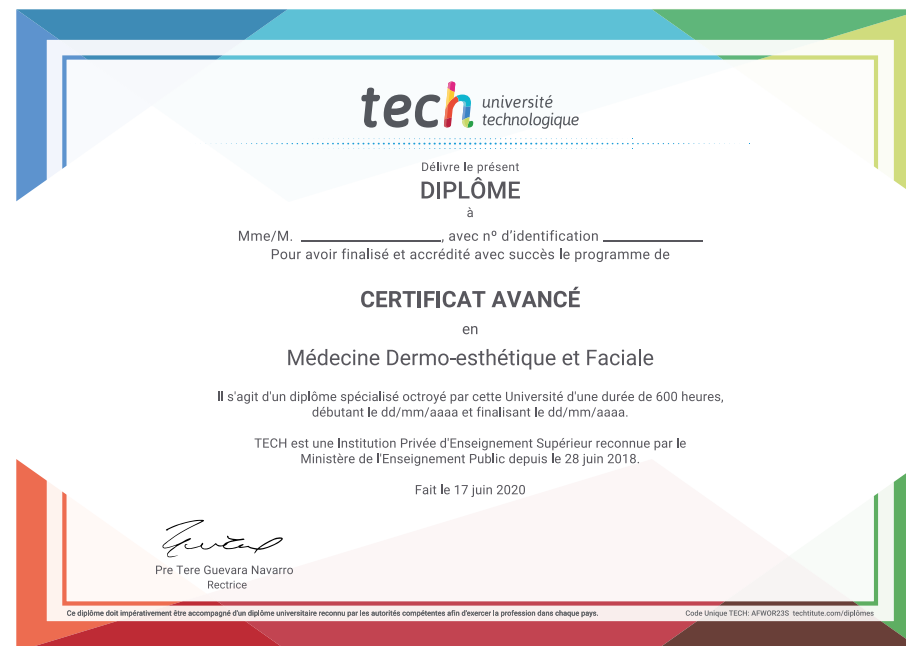 tech université
technologique
Délivre le présent
DIPLÔME
à
Mme/M. ____________________, avec nº d'identification ______________
Pour avoir finalisé et accrédité avec succès le programme de
CERTIFICAT AVANCÉ
en
Médecine Dermo-esthétique et Faciale
Il s'agit d'un diplôme spécialisé octroyé par cette Université d'une durée de 600 heures,
débutant le dd/mm/aaaa et finalisant le dd/mm/aaaa.
TECH est une Institution Privée d'Enseignement Supérieur reconnue par le
Ministère de l'Enseignement Public depuis le 28 juin 2018.
Fait le 17 juin 2020
Pre Tere Guevara Navarro
Rectrice
Ce diplôme doit impérativement être accompagné d'un diplôme universitaire reconnu par les autorités compétentes afin d'exercer la profession dans chaque pays.
Code Unique TECH: AFWOR23S techtitute.com/diplômes